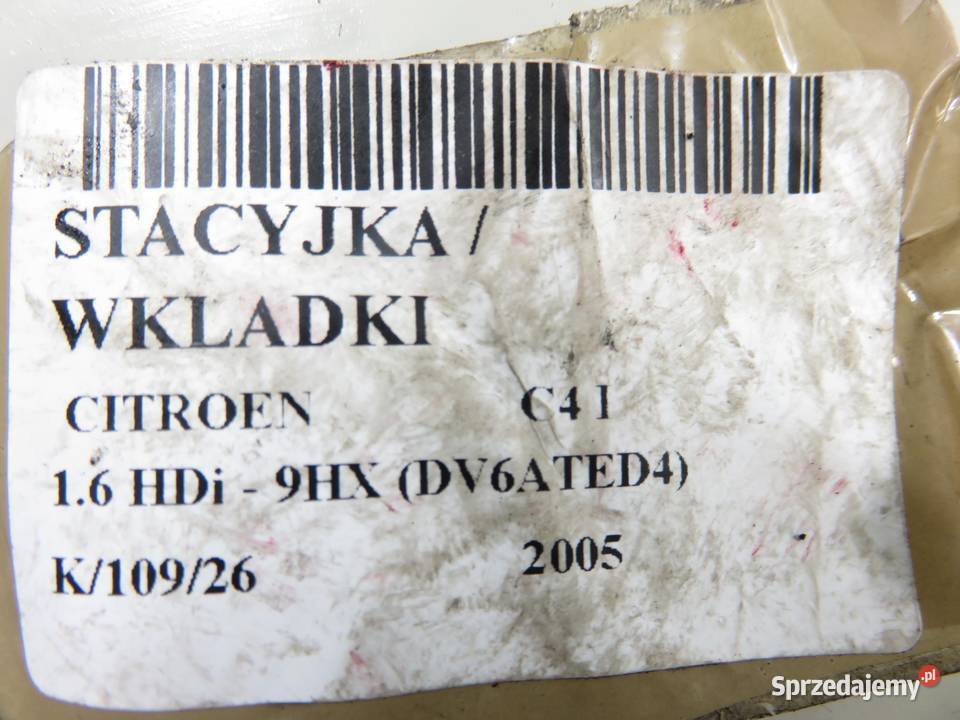 STACYJKA /
WKLADKI
CITROEN C4 I
1.6 HDi - 9HX (DV6ATED4)
K/109/26 2005
Sprzedajemy.pl